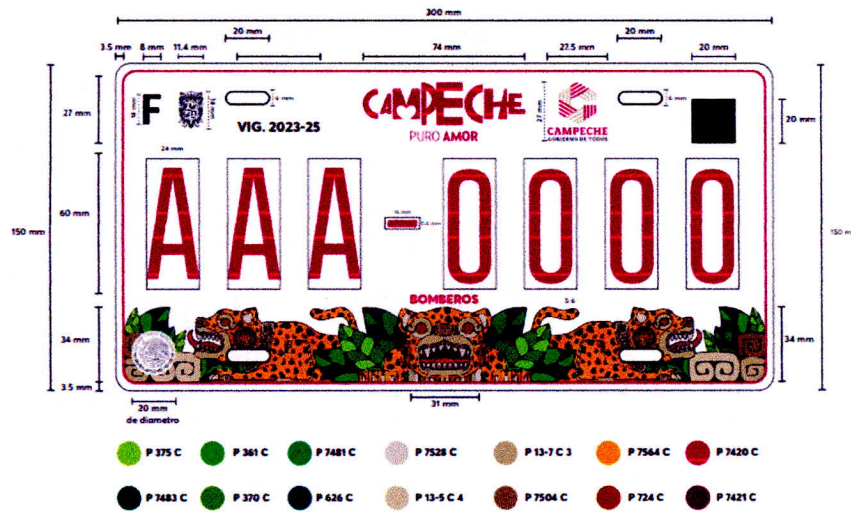 300 mm
20 mm
20 mm
3.5 mm
8 mm
11.4 mm
74 mm
27.5 mm
20 mm
F
VIG. 2023-25
CAMPECHE
PURO AMOR
CAMPECHE
GOBIERNO DE TODOS
27 mm
27 mm
20 mm
24 mm
AAA-0000
60 mm
150 mm
150 m
BOMBEROS
34 mm
34 mm
3.5 mm
20 mm
de diametro
31 mm
P 375 C
P 361 C
P 7481 C
P 7528 C
P 13-7 C 3
P 7564 C
P 7420 C
P 7483 C
P 370 C
P 626 C
P 13-5 C 4
P 7504 C
P 724 C
P 7421 C